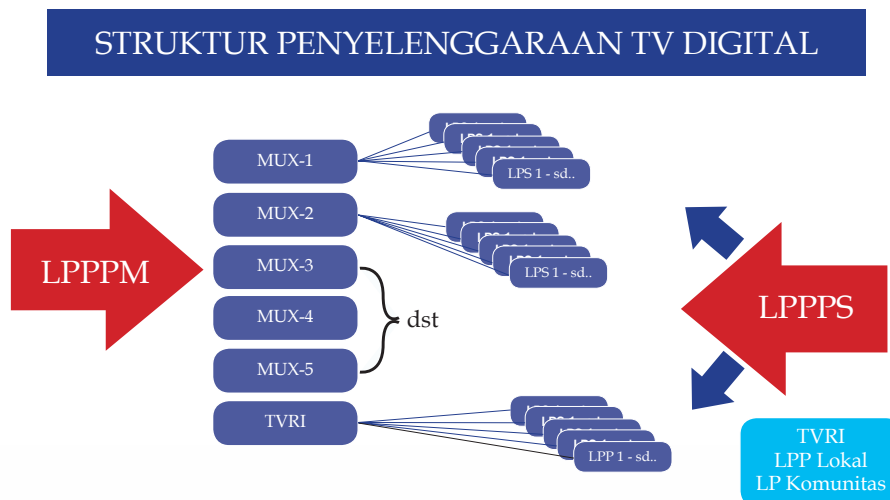 STRUKTUR PENYELENGGARAAN TV DIGITAL
LPPPM
MUX-1
MUX-2
MUX-3
MUX-4
MUX-5
TVRI
dst
LPS 1 - sd..
LPS 1 - sd..
LPP 1 - sd..
LPPPS
TVRI
LPP Lokal
LP Komunitas